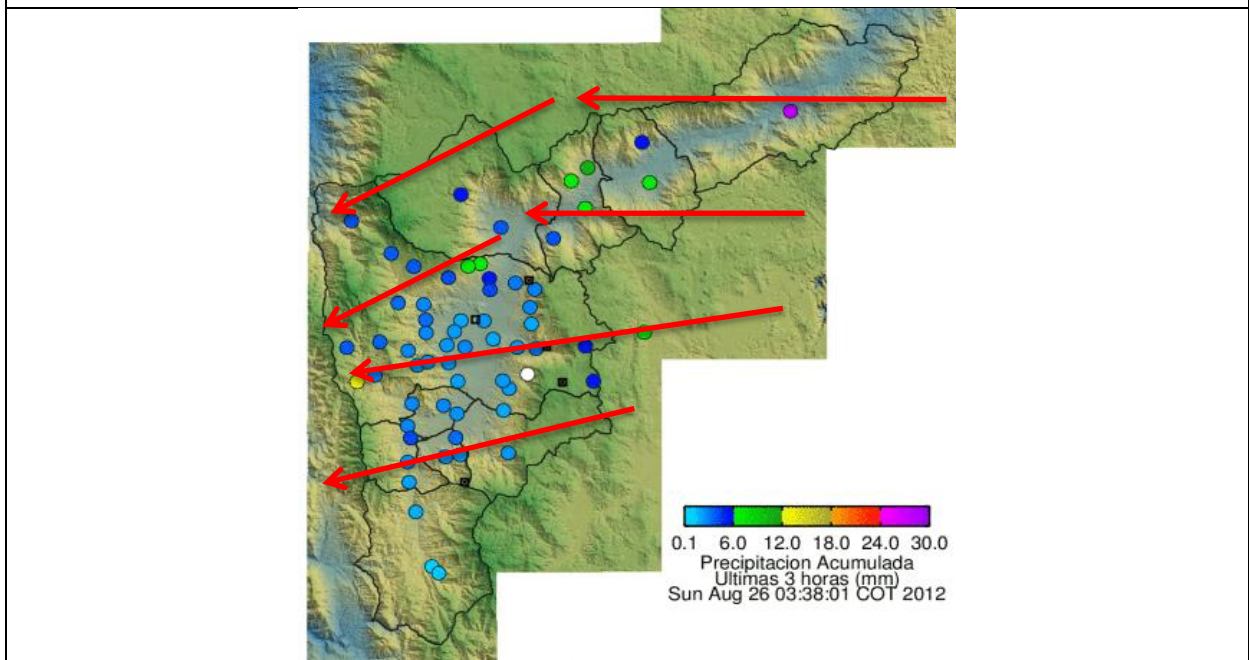 0.1 6.0 12.0 18.0 24.0 30.0
Precipitacion Acumulada
Ultimas 3 horas (mm)
Sun Aug 26 03:38:01 COT 2012